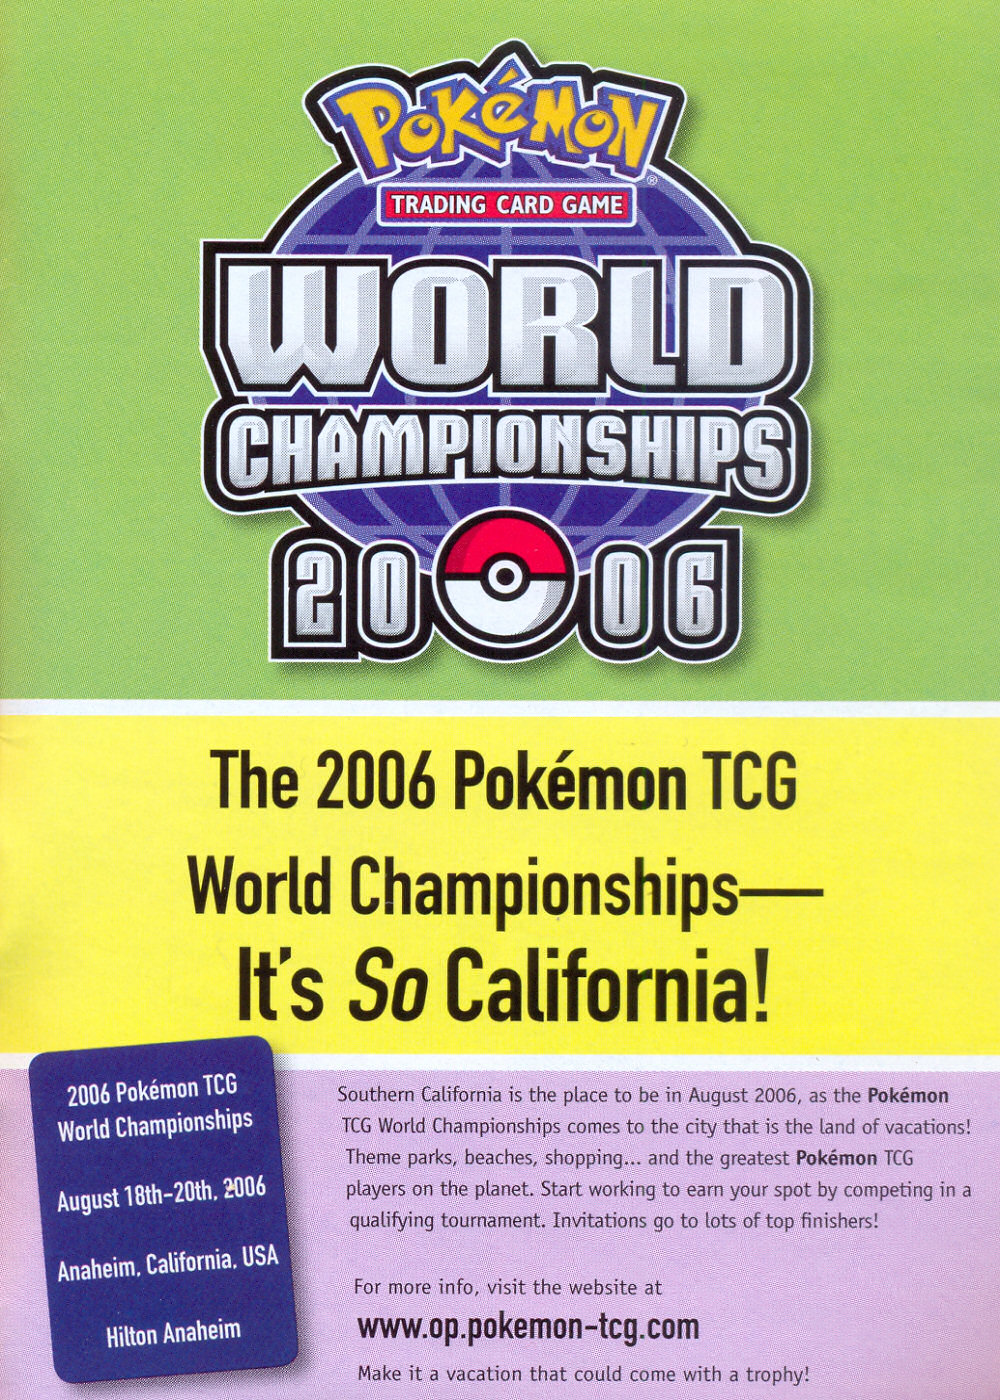 POKéMON
®
TRADING CARD GAME
WORLD
CHAMPIONSHIPS
2006
The 2006 Pokémon TCG
World Championships—
It's So California!
2006 Pokémon TCG
World Championships
August 18th–20th, 2006
Anaheim, California, USA
Hilton Anaheim
Southern California is the place to be in August 2006, as the Pokémon
TCG World Championships comes to the city that is the land of vacations!
Theme parks, beaches, shopping... and the greatest Pokémon TCG
players on the planet. Start working to earn your spot by competing in a
qualifying tournament. Invitations go to lots of top finishers!
For more info, visit the website at
www.op.pokemon-tcg.com
Make it a vacation that could come with a trophy!